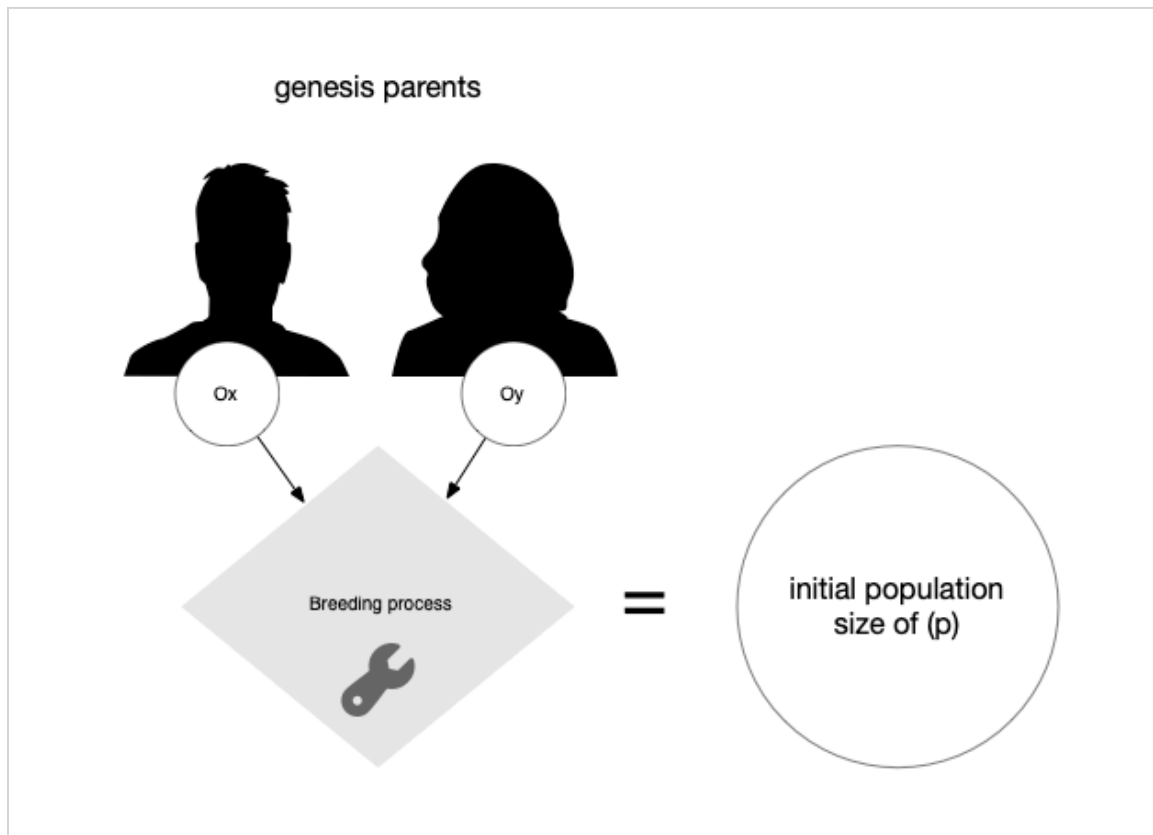 genesis parents
Ox
Oy
Breeding process
=
initial population
size of (p)